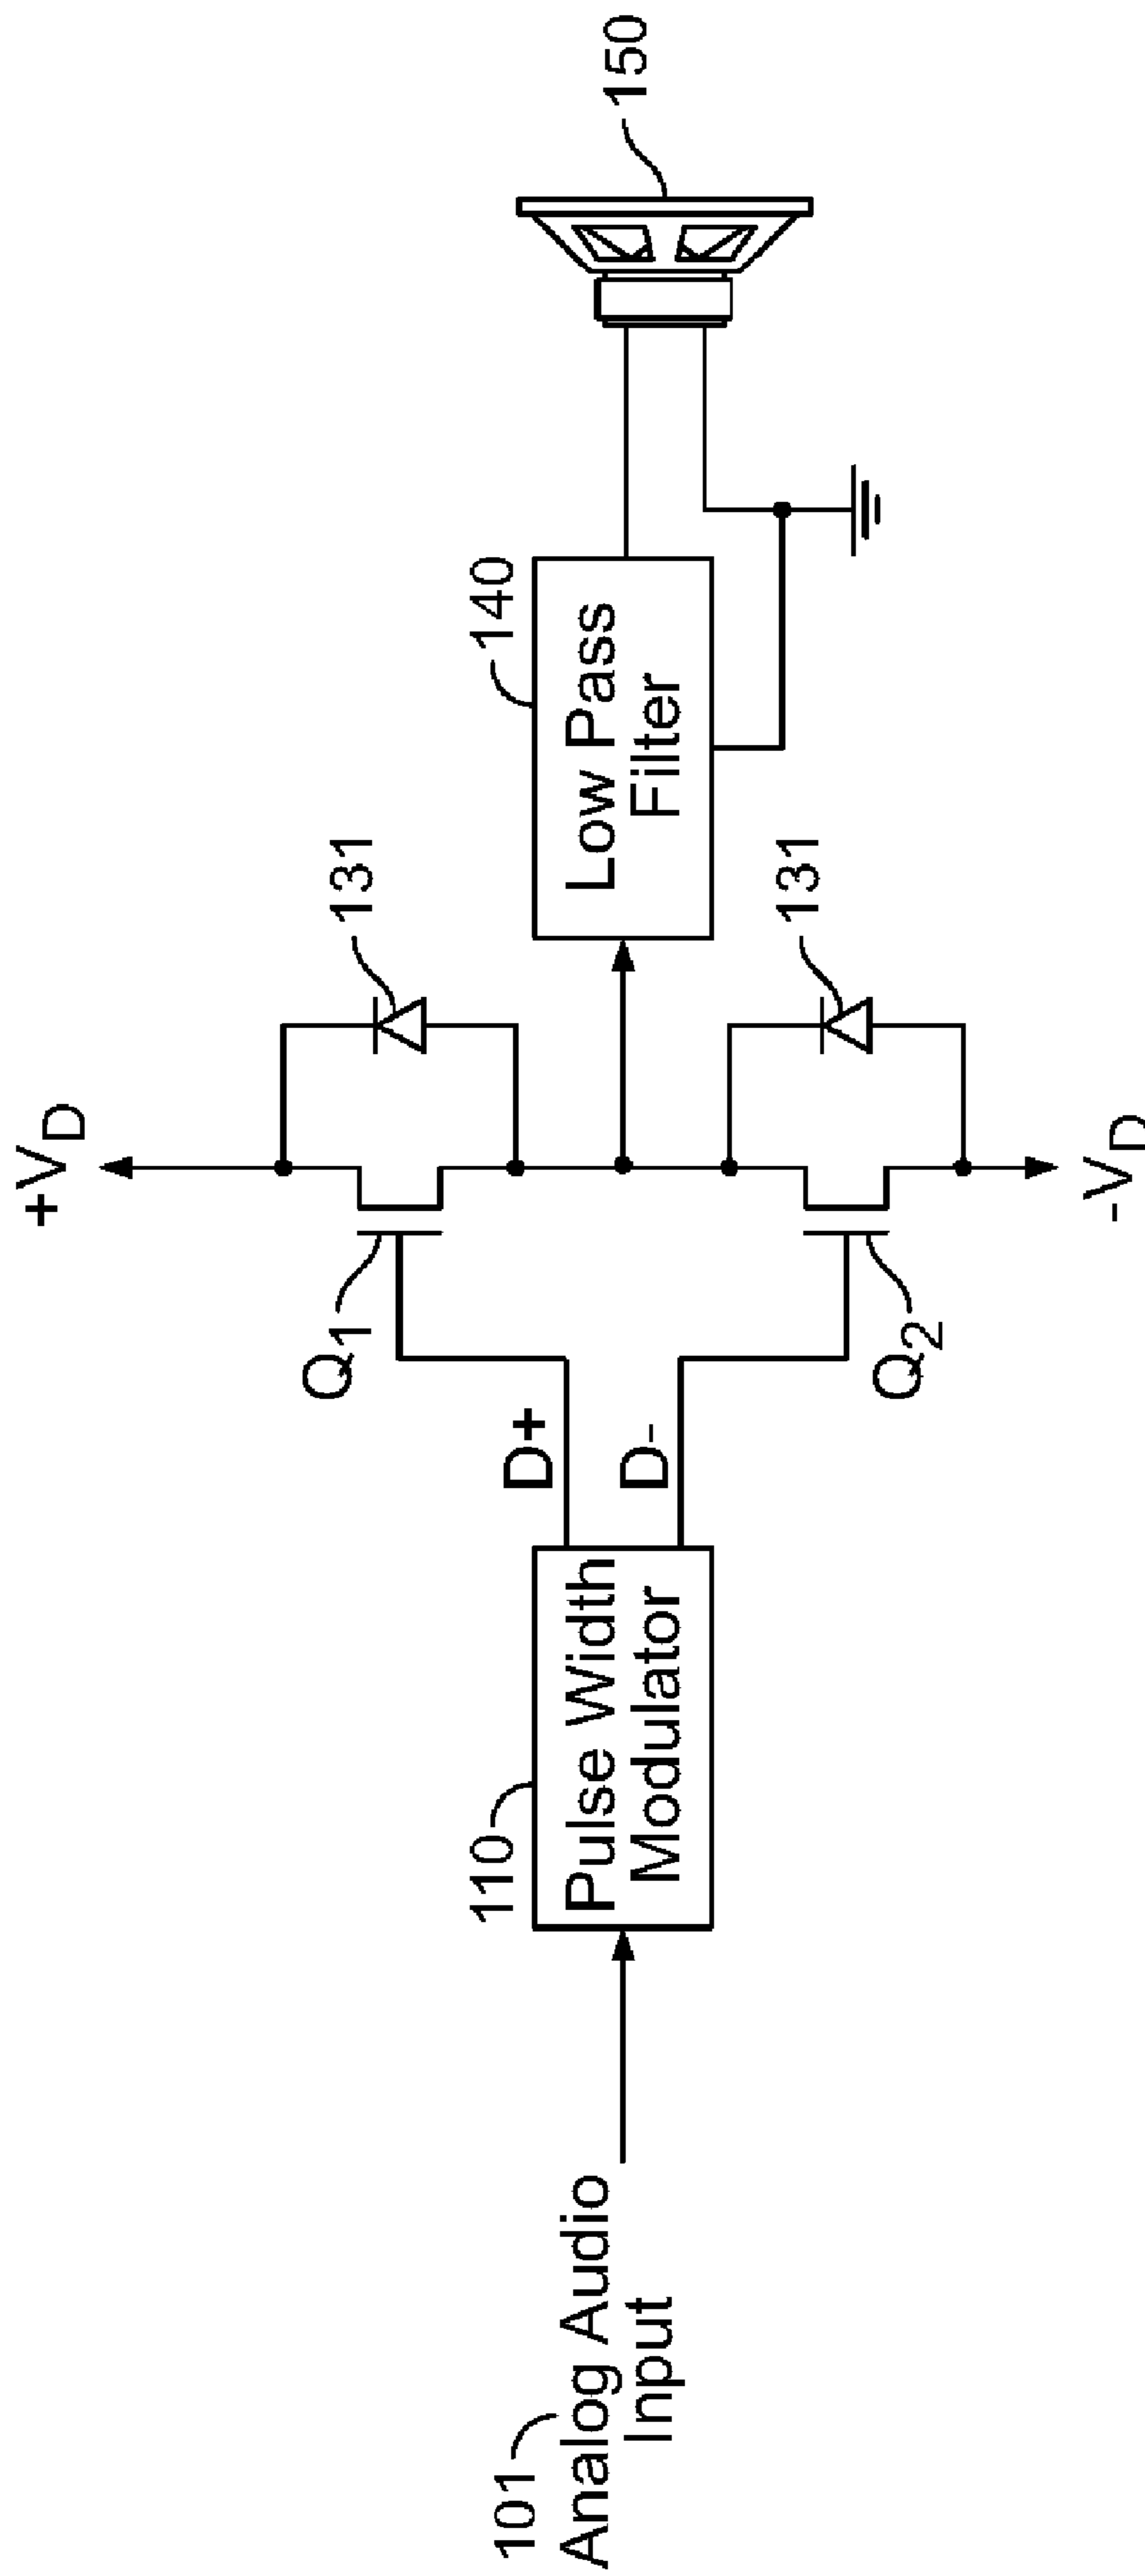 101
Analog Audio
Input
110
Pulse Width
Modulator
D+
D-
Q1
Q2
+VD
-VD
131
131
140
Low Pass
Filter
150